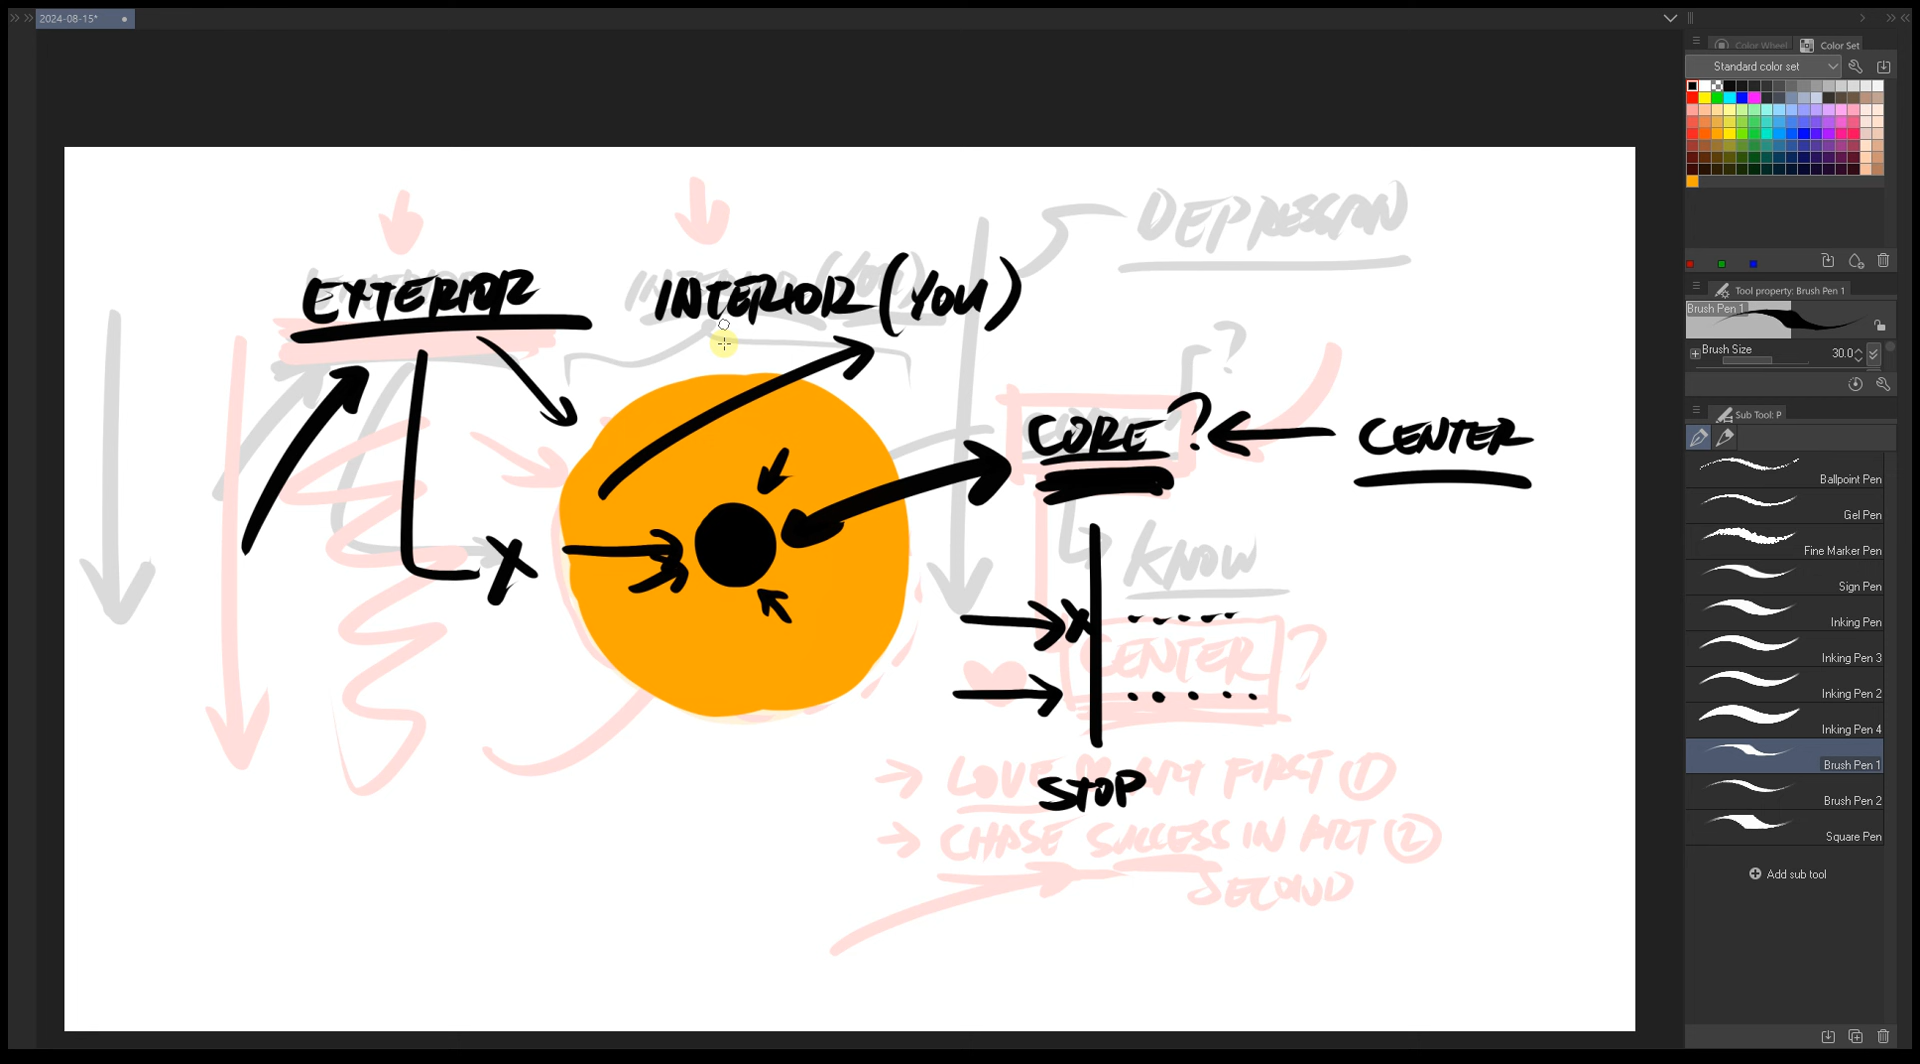 2024-08-15*
Color Wheel
Color Set
Standard color set
DEPRESSION
EXTERIOR
INTERIOR (YOU)
INTERIOR (YOU)
?
CORE?
CENTER
KNOW
X
X
CENTER?
STOP
→ LOVE ART FIRST ①
→ CHASE SUCCESS IN ART ②
SECOND
Tool property: Brush Pen 1
Brush Pen 1
Brush Size
30.0
Sub Tool: P
Ballpoint Pen
Gel Pen
Fine Marker Pen
Sign Pen
Inking Pen
Inking Pen 3
Inking Pen 2
Inking Pen 4
Brush Pen 1
Brush Pen 2
Square Pen
Add sub tool